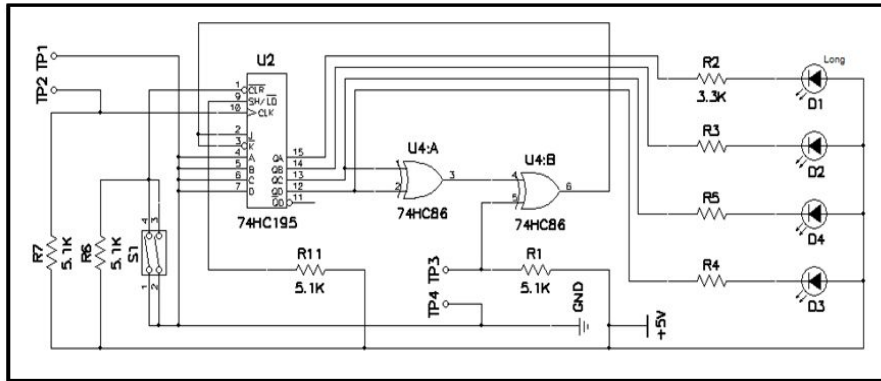 TP1
TP2
U2
1 CLR
9 SH/LD
10 CLK
2 J
3 K
4 A
5 B
6 C
7 D
QA 15
QB 14
QC 13
QD 12
QD 11
74HC195
U4:A
1
2
3
74HC86
U4:B
4
5
6
74HC86
R2
3.3K
Long
D1
R3
D2
R5
D4
R4
D3
R7
5.1K
R6
5.1K
S1
4 3
1 2
R11
5.1K
TP3
TP4
R1
5.1K
GND
+5V